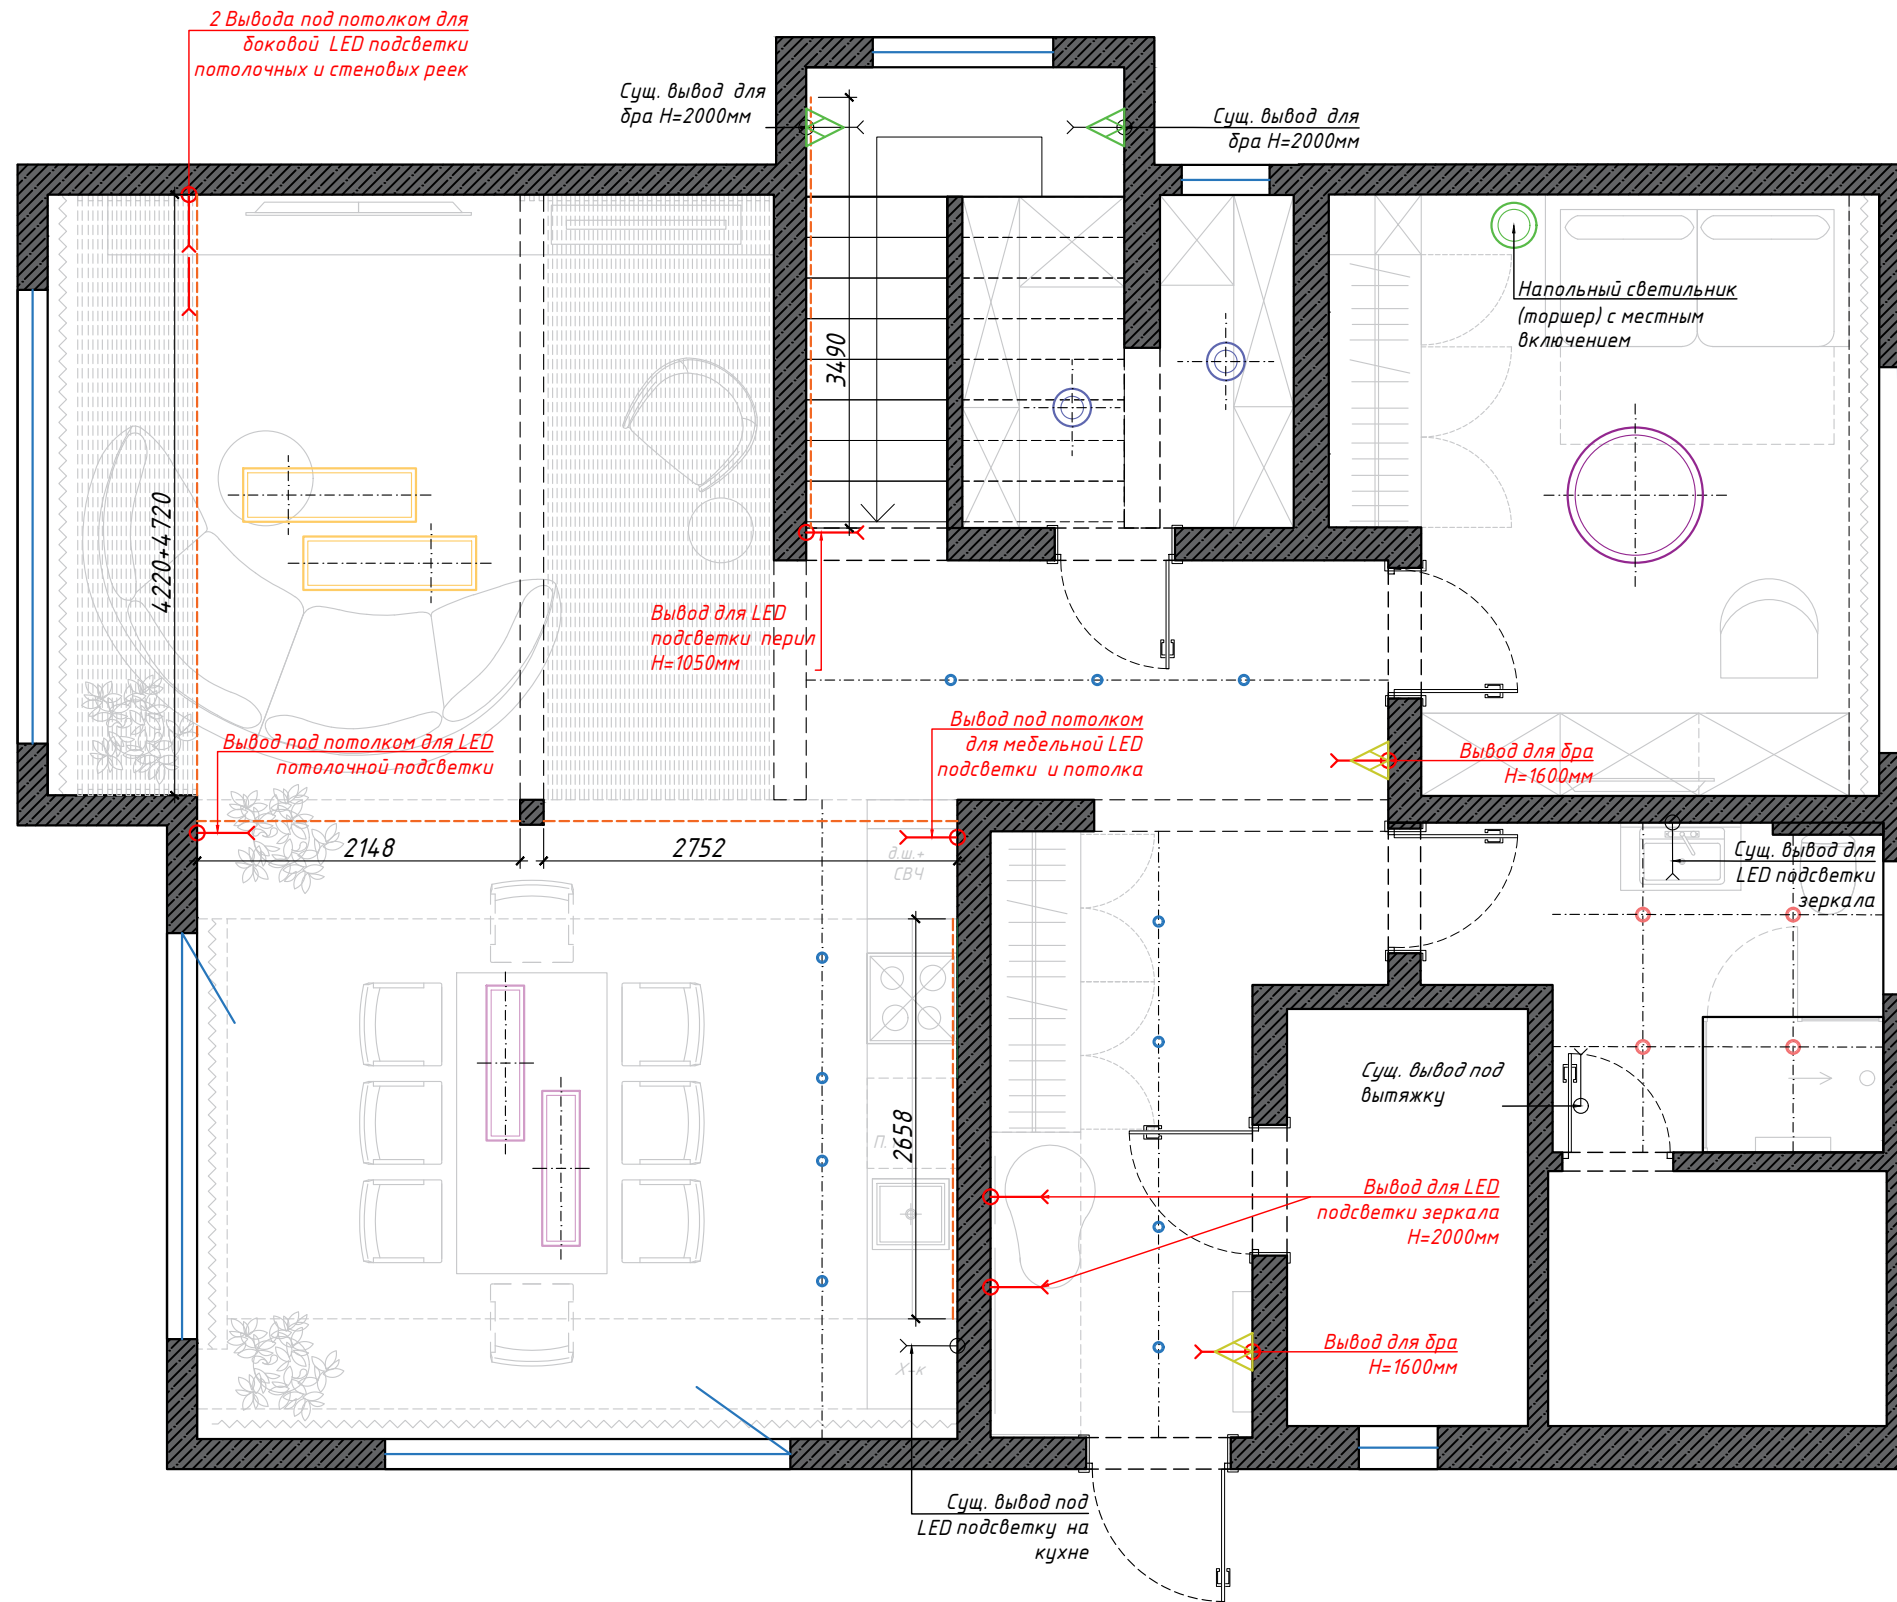 2 Вывода под потолком для
боковой LED подсветки
потолочных и стеновых реек
Сущ. вывод для
бра H=2000мм
Сущ. вывод для
бра H=2000мм
Напольный светильник
(торшер) с местным
включением
3490
4220+4720
Вывод для LED
подсветки перил
H=1050мм
Вывод под потолком для LED
потолочной подсветки
Вывод под потолком
для мебельной LED
подсветки и потолка
Вывод для бра
H=1600мм
2148
2752
д.ш.+
СВЧ
Сущ. вывод для
LED подсветки
зеркала
Сущ. вывод под
вытяжку
2658
Вывод для LED
подсветки зеркала
H=2000мм
Вывод для бра
H=1600мм
Х-к
Сущ. вывод под
LED подсветку на
кухне